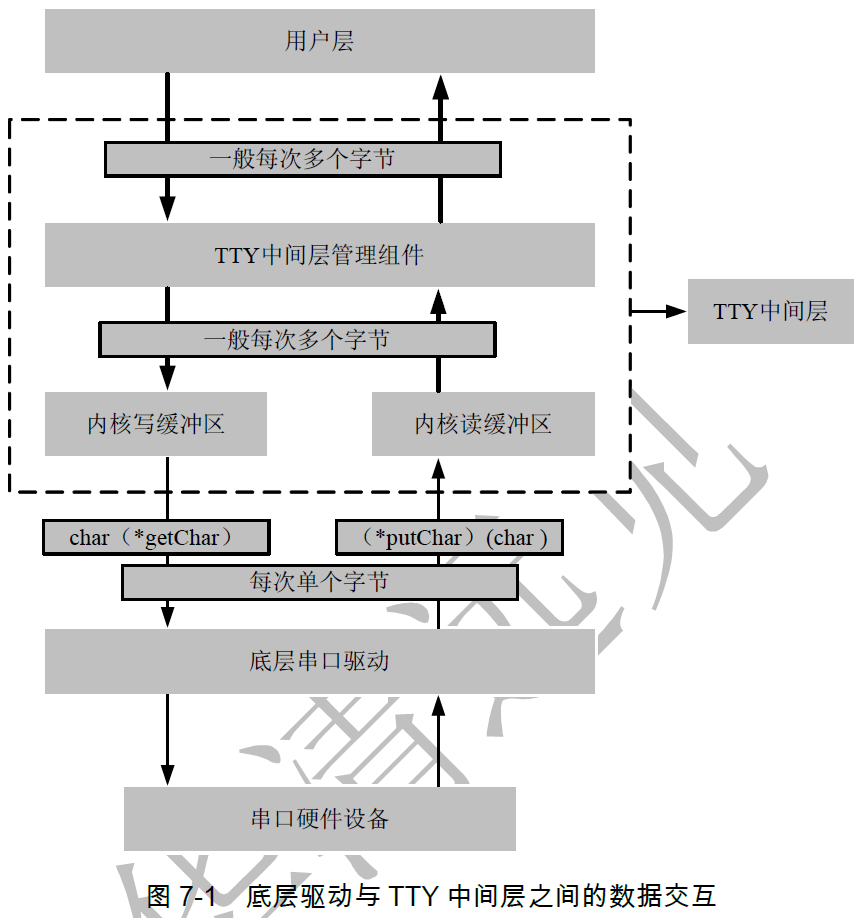 用户层
一般每次多个字节
TTY中间层管理组件
TTY中间层
一般每次多个字节
内核写缓冲区
内核读缓冲区
char（*getChar）
（*putChar）(char )
每次单个字节
底层串口驱动
串口硬件设备
华清远见
图 7-1 底层驱动与 TTY 中间层之间的数据交互